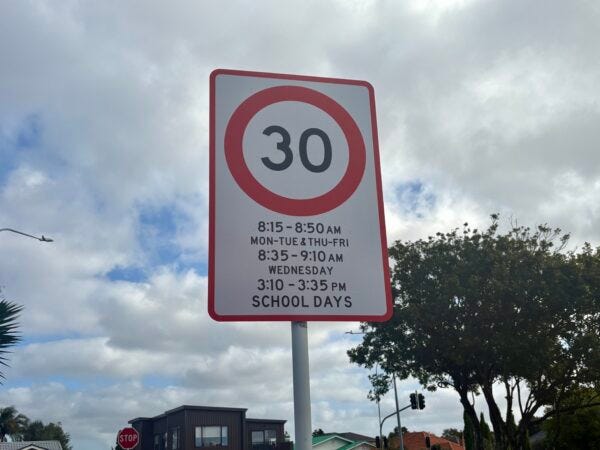 30
8:15 - 8:50 AM
MON-TUE & THU-FRI
8:35 - 9:10 AM
WEDNESDAY
3:10 - 3:35 PM
SCHOOL DAYS
STOP